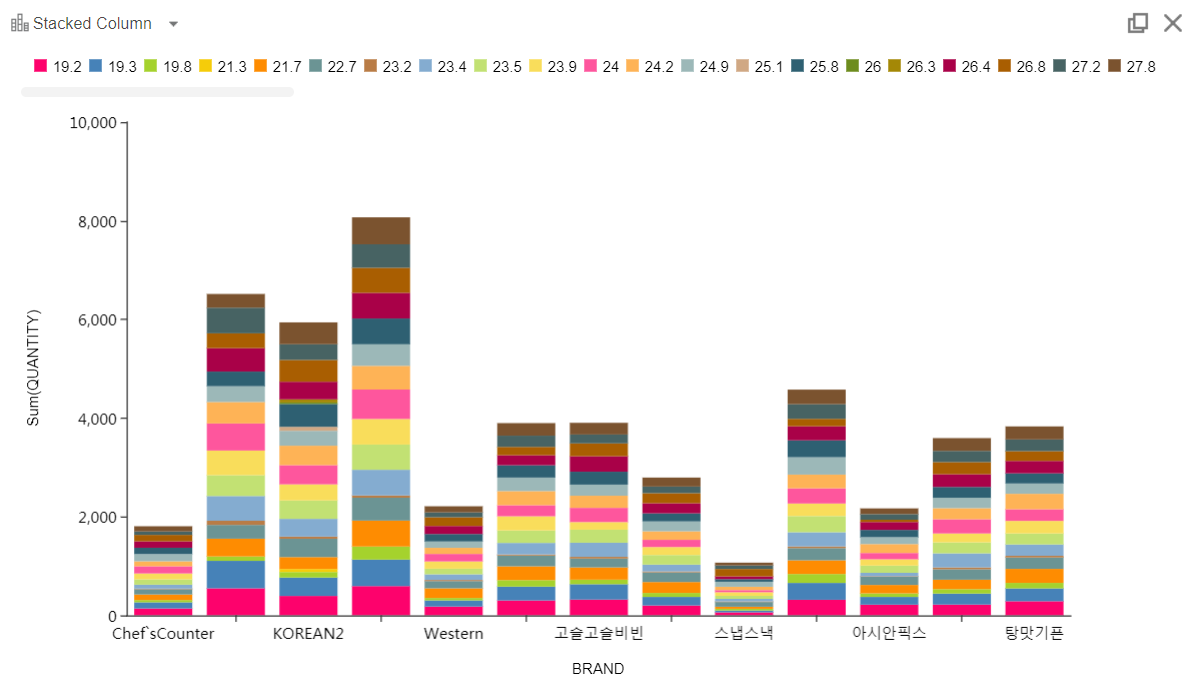 Stacked Column
19.2 19.3 19.8 21.3 21.7 22.7 23.2 23.4 23.5 23.9 24 24.2 24.9 25.1 25.8 26 26.3 26.4 26.8 27.2 27.8
10,000
8,000
6,000
4,000
2,000
0
Sum(QUANTITY)
Chef`sCounter KOREAN2 Western 고슬고슬비빈 스냅스낵 아시안픽스 탕맛기픈
BRAND